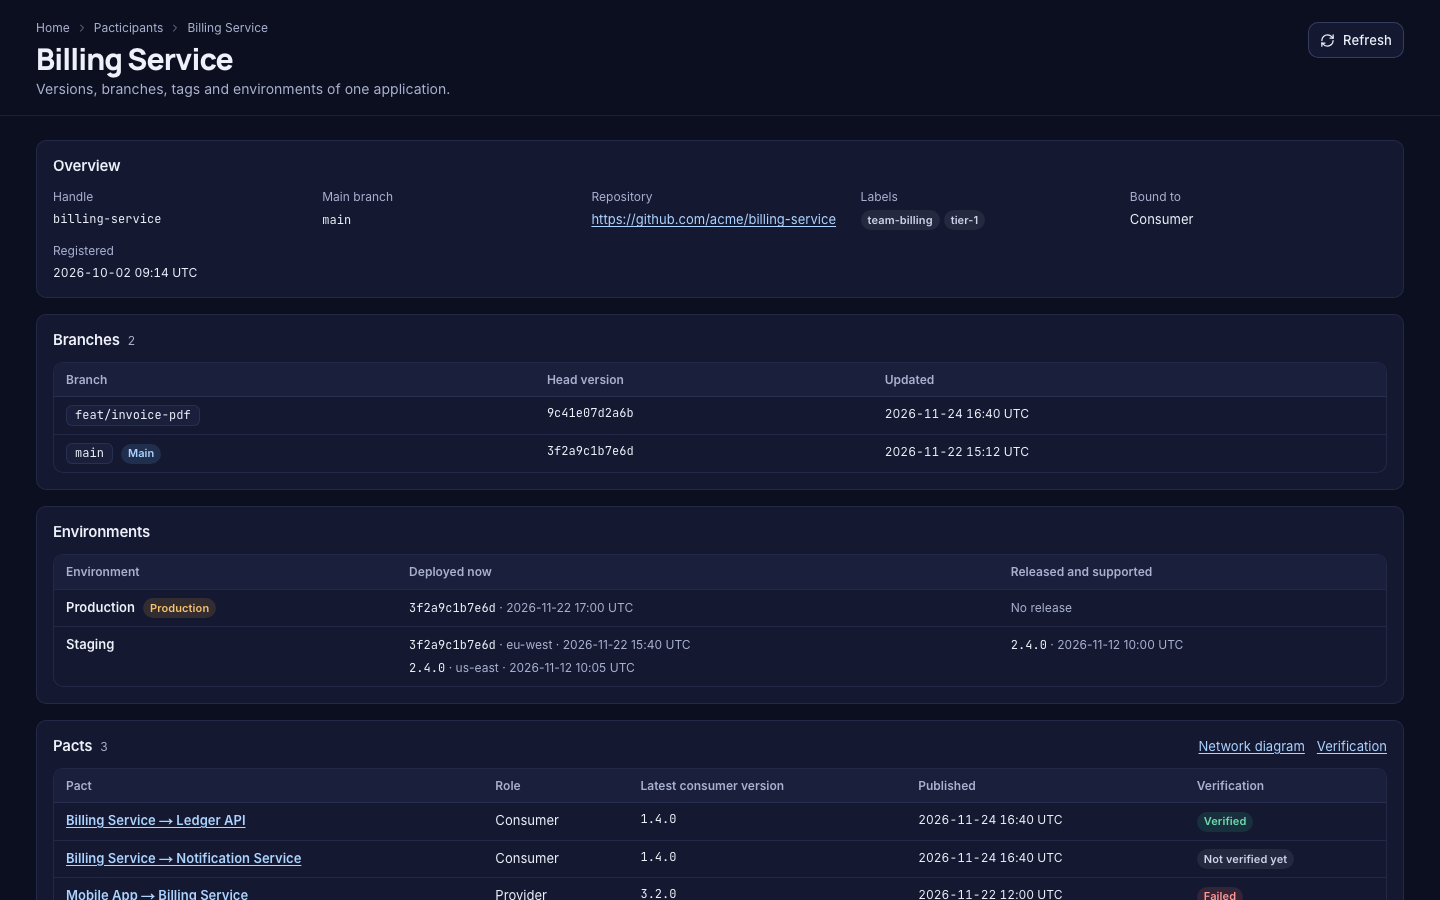 Home > Pacticipants > Billing Service
Refresh
Billing Service
Versions, branches, tags and environments of one application.
Overview
Handle Main branch Repository Labels Bound to
billing-service main https://github.com/acme/billing-service team-billing tier-1 Consumer
Registered
2026-10-02 09:14 UTC
Branches 2
Branch Head version Updated
feat/invoice-pdf 9c41e07d2a6b 2026-11-24 16:40 UTC
main Main 3f2a9c1b7e6d 2026-11-22 15:12 UTC
Environments
Environment Deployed now Released and supported
Production Production 3f2a9c1b7e6d · 2026-11-22 17:00 UTC No release
Staging 3f2a9c1b7e6d · eu-west · 2026-11-22 15:40 UTC 2.4.0 · 2026-11-12 10:00 UTC
2.4.0 · us-east · 2026-11-12 10:05 UTC
Pacts 3 Network diagram Verification
Pact Role Latest consumer version Published Verification
Billing Service → Ledger API Consumer 1.4.0 2026-11-24 16:40 UTC Verified
Billing Service → Notification Service Consumer 1.4.0 2026-11-24 16:40 UTC Not verified yet
Mobile App → Billing Service Provider 3.2.0 2026-11-22 12:00 UTC Failed